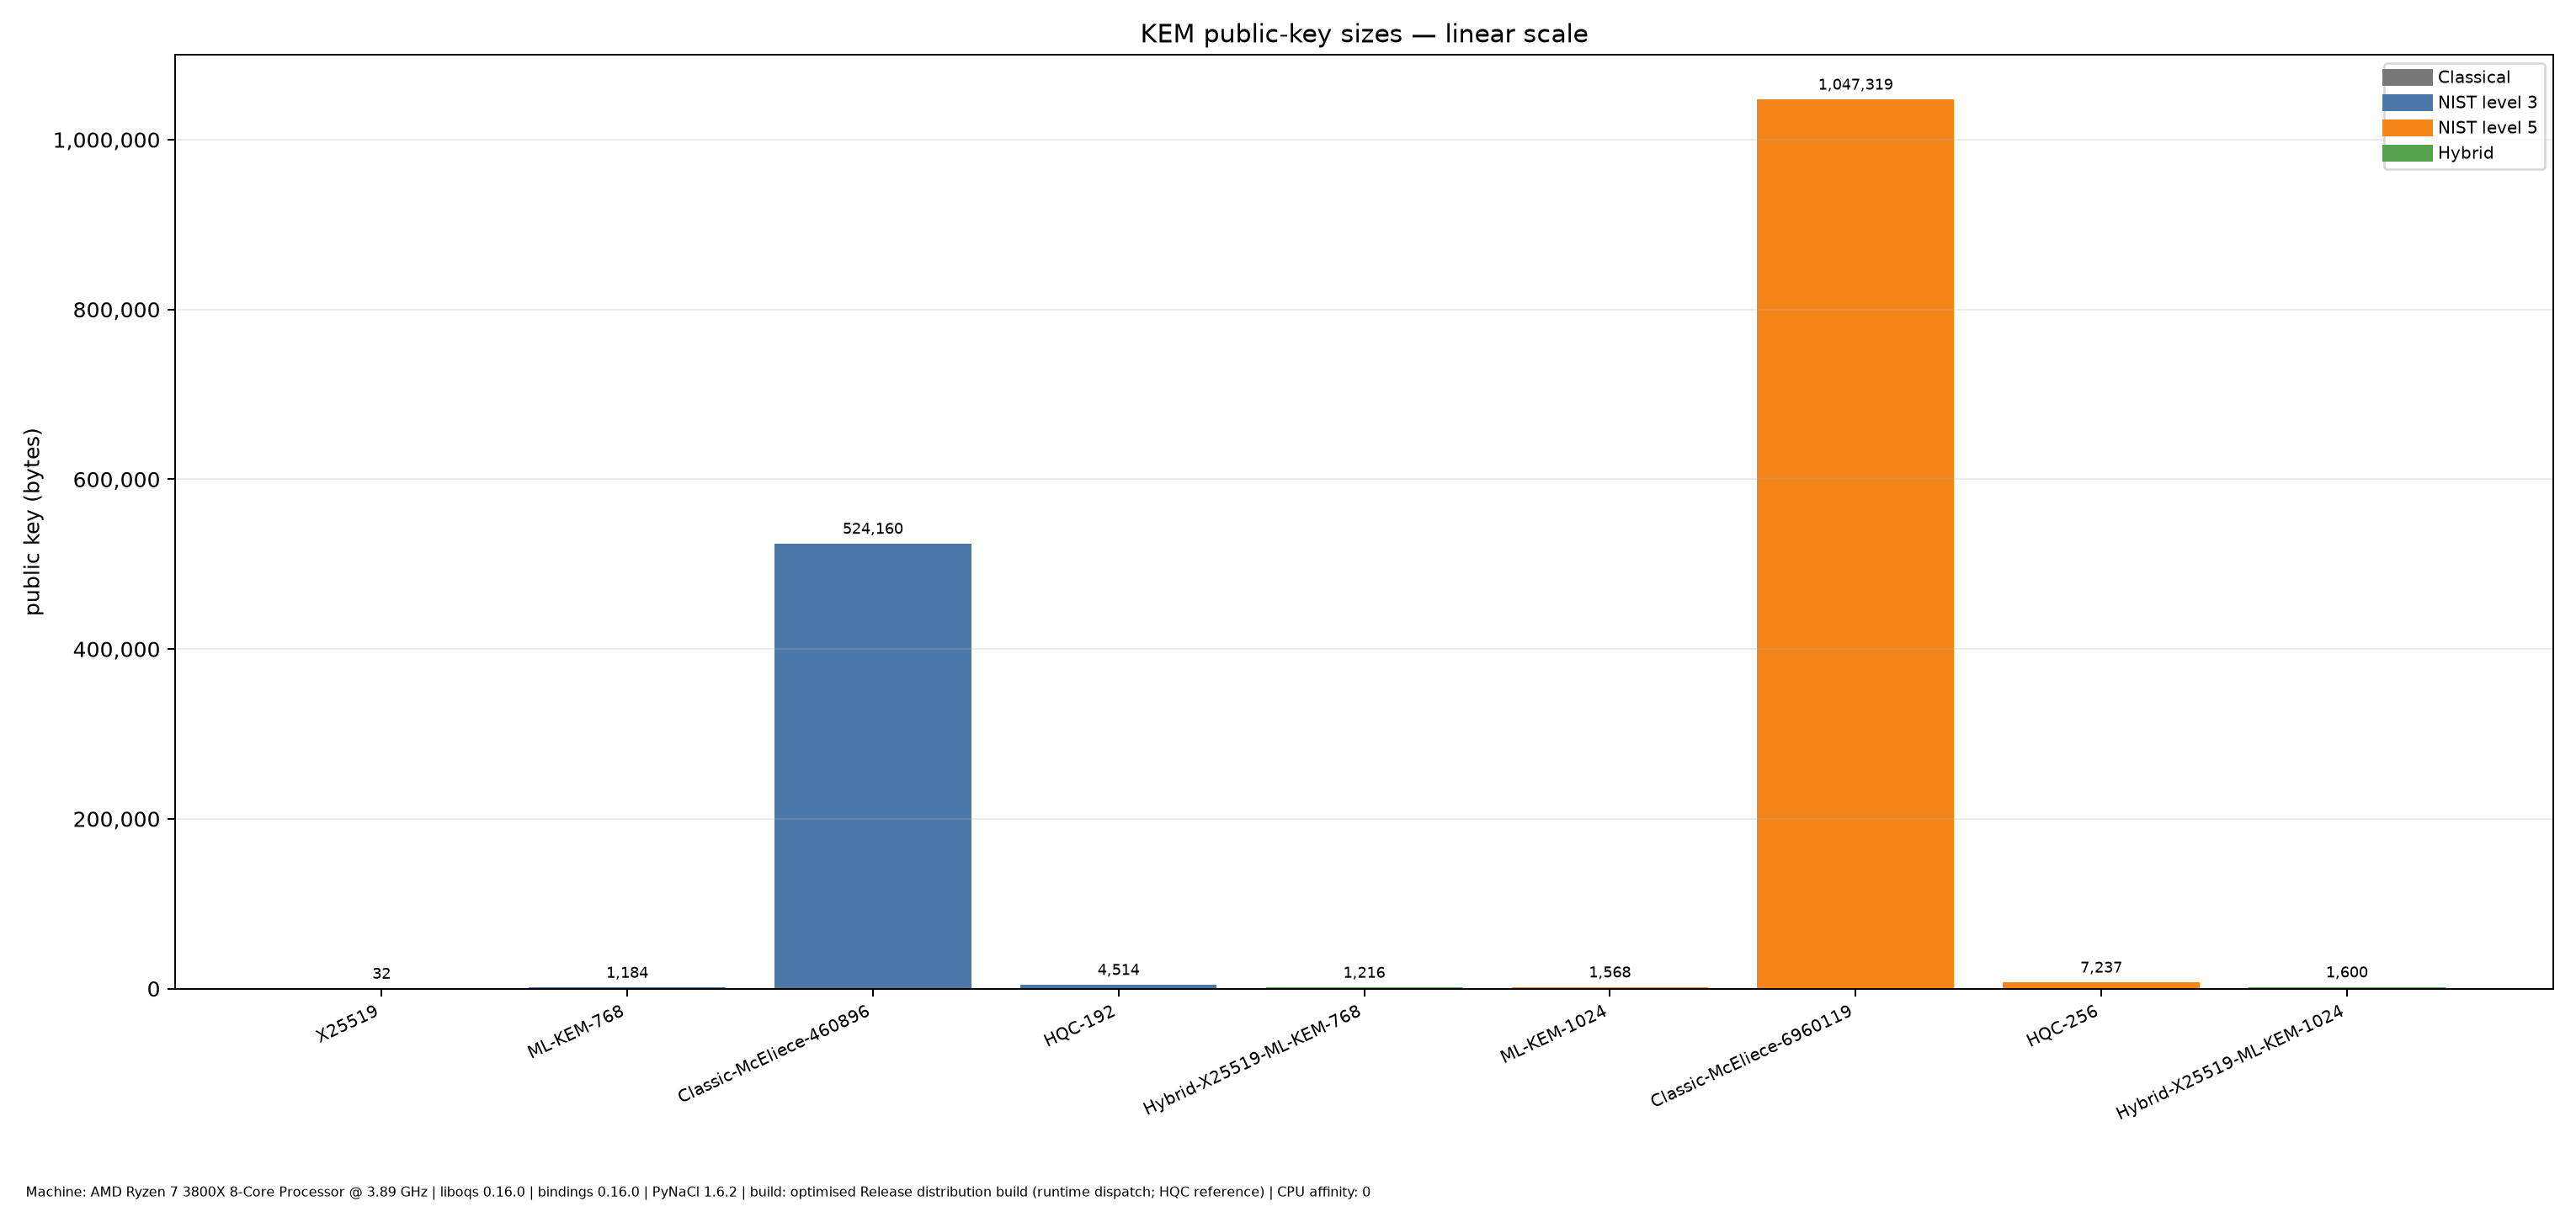 KEM public-key sizes — linear scale
Classical
NIST level 3
NIST level 5
Hybrid
public key (bytes)
1,000,000
800,000
600,000
400,000
200,000
0
32
1,184
524,160
4,514
1,216
1,568
1,047,319
7,237
1,600
X25519
ML-KEM-768
Classic-McEliece-460896
HQC-192
Hybrid-X25519-ML-KEM-768
ML-KEM-1024
Classic-McEliece-6960119
HQC-256
Hybrid-X25519-ML-KEM-1024
Machine: AMD Ryzen 7 3800X 8-Core Processor @ 3.89 GHz | liboqs 0.16.0 | bindings 0.16.0 | PyNaCl 1.6.2 | build: optimised Release distribution build (runtime dispatch; HQC reference) | CPU affinity: 0